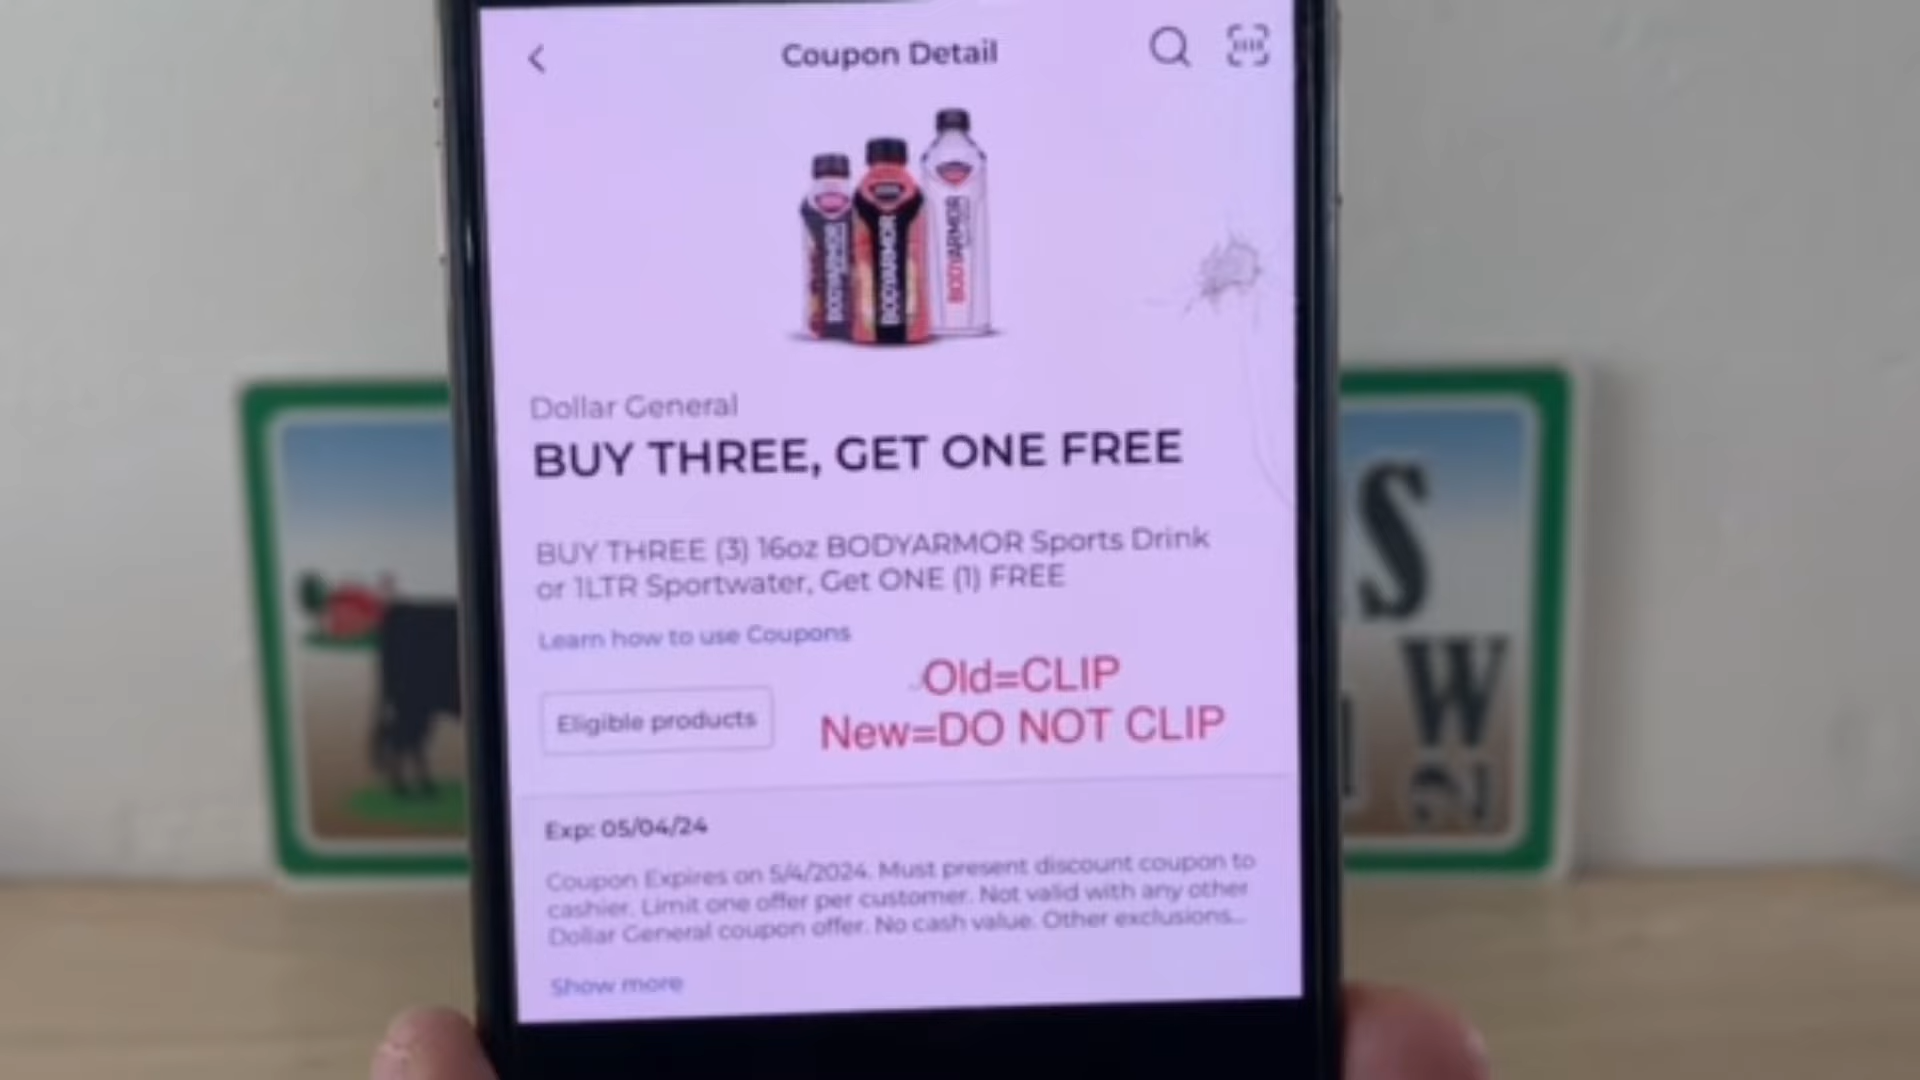 Coupon Detail
BODYARMOR
BODYARMOR
BODYARMOR
Dollar General
BUY THREE, GET ONE FREE
BUY THREE (3) 16oz BODYARMOR Sports Drink
or 1LTR Sportwater, Get ONE (1) FREE
Learn how to use Coupons
Old=CLIP
New=DO NOT CLIP
Eligible products
Exp: 05/04/24
Coupon Expires on 5/4/2024. Must present discount coupon to
cashier. Limit one offer per customer. Not valid with any other
Dollar General coupon offer. No cash value. Other exclusions...
Show more
S
W